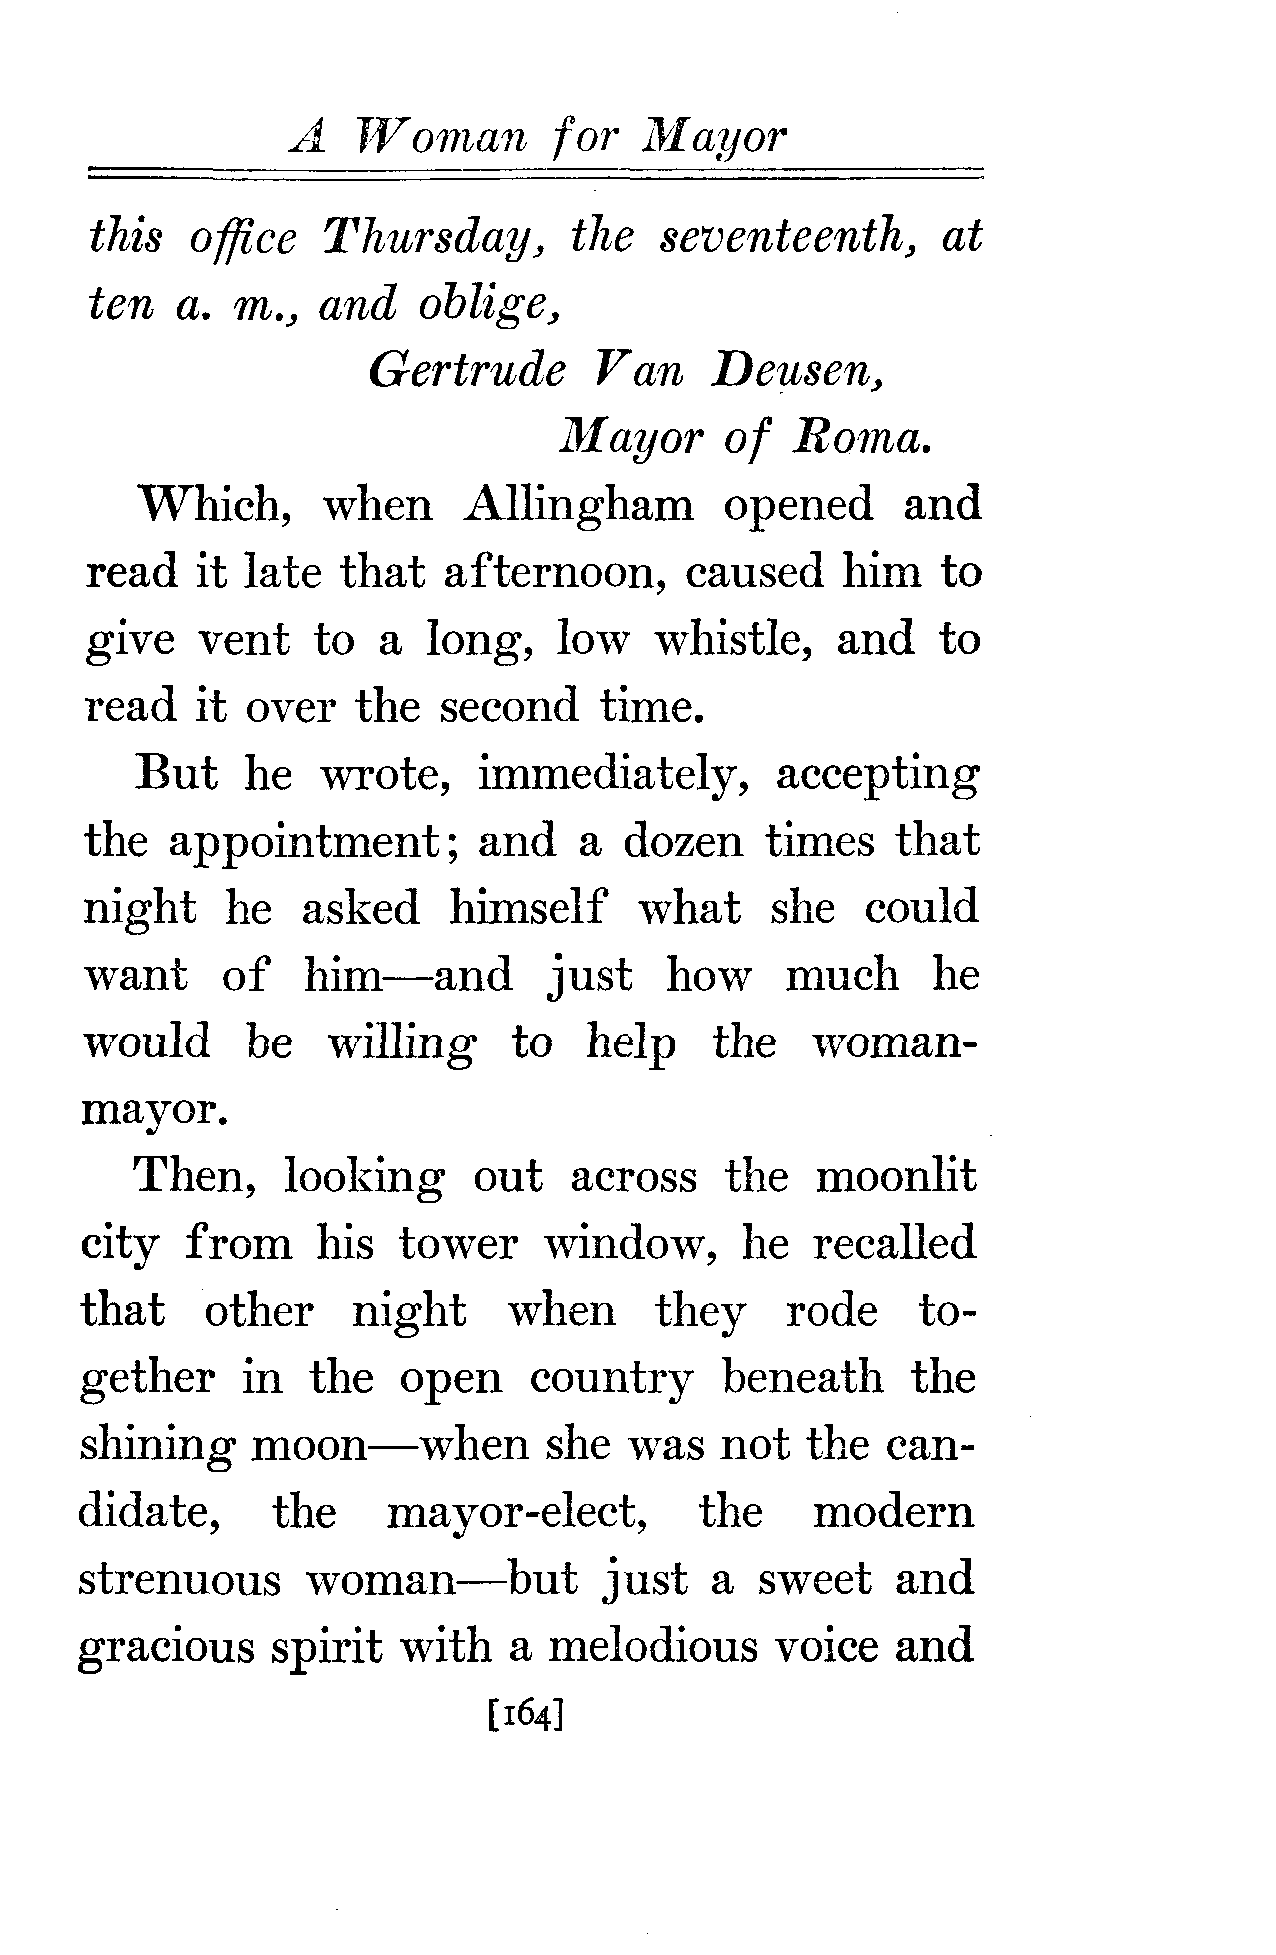 A Woman for Mayor
this office Thursday, the seventeenth, at
ten a. m., and oblige,
Gertrude Van Deusen,
Mayor of Roma.
Which, when Allingham opened and
read it late that afternoon, caused him to
give vent to a long, low whistle, and to
read it over the second time.
But he wrote, immediately, accepting
the appointment; and a dozen times that
night he asked himself what she could
want of him—and just how much he
would be willing to help the woman-
mayor.
Then, looking out across the moonlit
city from his tower window, he recalled
that other night when they rode to-
gether in the open country beneath the
shining moon—when she was not the can-
didate, the mayor-elect, the modern
strenuous woman—but just a sweet and
gracious spirit with a melodious voice and
[164]